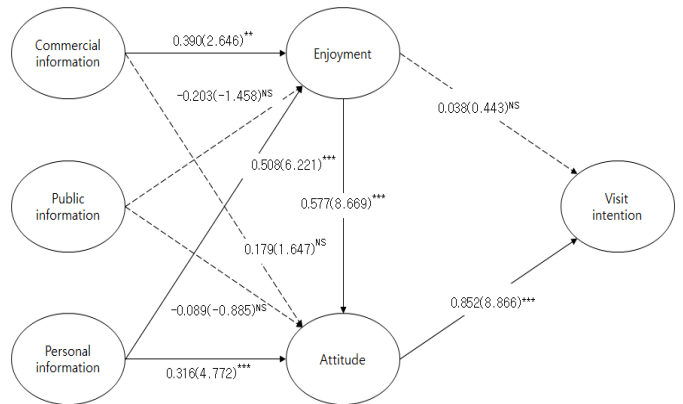 Commercial
information
0.390(2.646)**
Enjoyment
-0.203(-1.458)NS
0.038(0.443)NS
0.508(6.221)***
0.577(8.669)***
Public
information
Visit
intention
0.179(1.647)NS
-0.089(-0.885)NS
0.852(8.866)***
Personal
information
0.316(4.772)***
Attitude